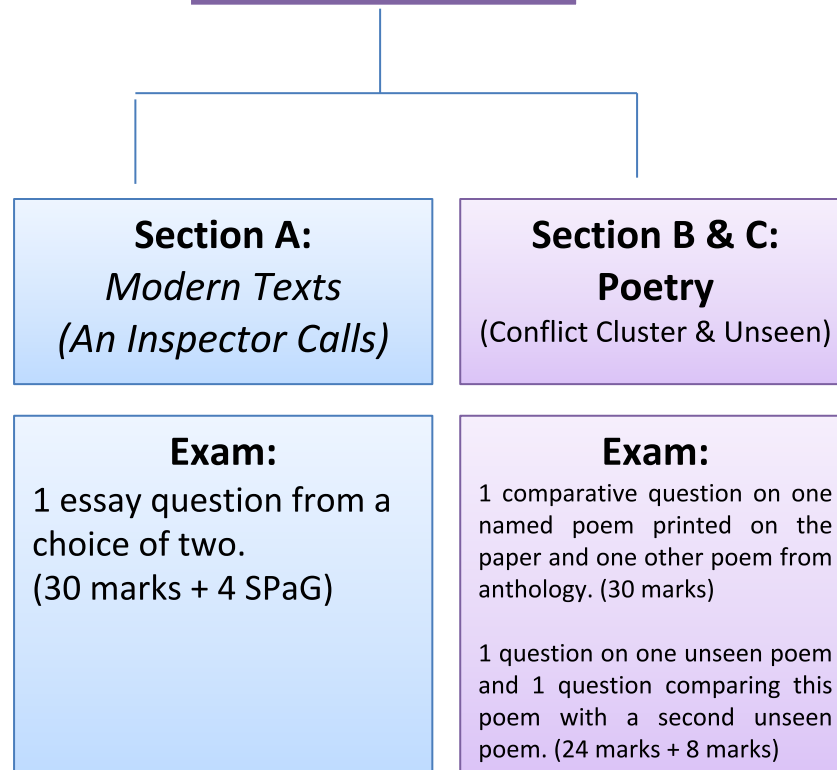 Section A:
Modern Texts
(An Inspector Calls)
Section B & C:
Poetry
(Conflict Cluster & Unseen)
Exam:
1 essay question from a
choice of two.
(30 marks + 4 SPaG)
Exam:
1 comparative question on one
named poem printed on the
paper and one other poem from
anthology. (30 marks)
1 question on one unseen poem
and 1 question comparing this
poem with a second unseen
poem. (24 marks + 8 marks)